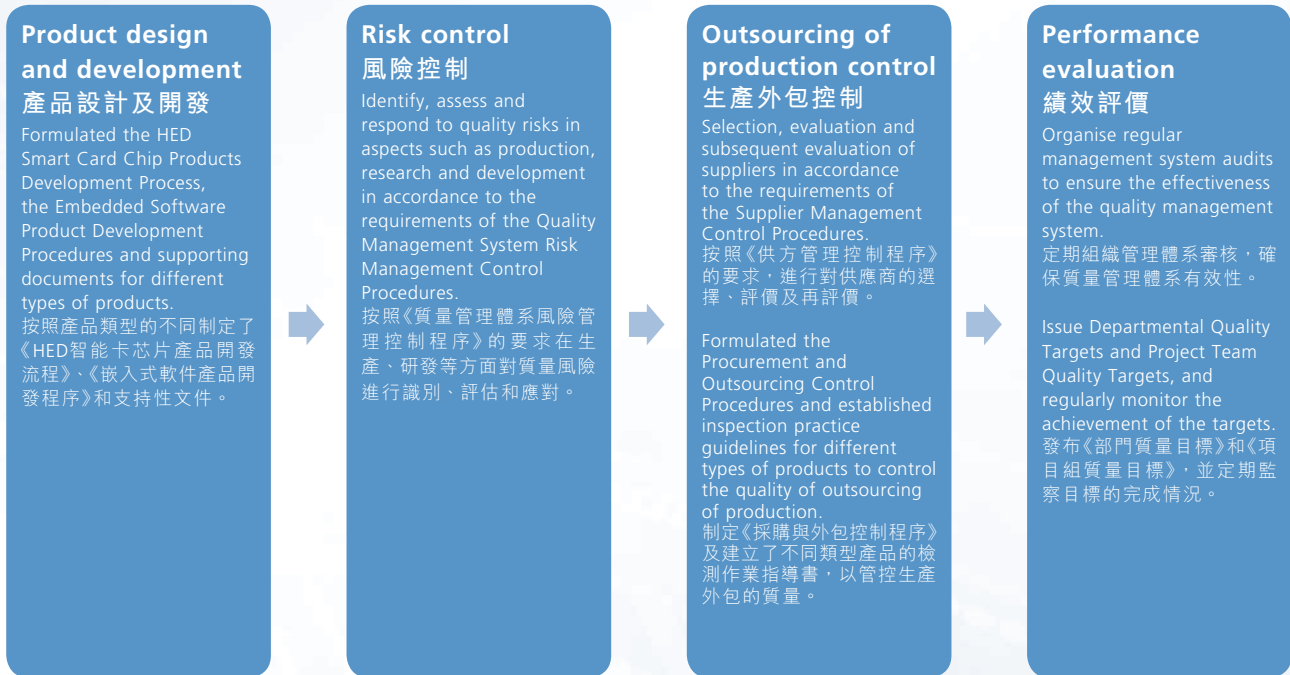 Product design
and development
產品設計及開發
Formulated the HED
Smart Card Chip Products
Development Process,
the Embedded Software
Product Development
Procedures and supporting
documents for different
types of products.
按照產品類型的不同制定了
《HED智能卡芯片產品開發
流程》、《嵌入式軟件產品開
發程序》和支持性文件。
Risk control
風險控制
Identify, assess and
respond to quality risks in
aspects such as production,
research and development
in accordance to the
requirements of the Quality
Management System Risk
Management Control
Procedures.
按照《質量管理體系風險管
理控制程序》的要求在生
產、研發等方面對質量風險
進行識別、評估和應對。
Outsourcing of
production control
生產外包控制
Selection, evaluation and
subsequent evaluation of
suppliers in accordance
to the requirements of
the Supplier Management
Control Procedures.
按照《供方管理控制程序》
的要求，進行對供應商的選
擇、評價及再評價。
Formulated the
Procurement and
Outsourcing Control
Procedures and established
inspection practice
guidelines for different
types of products to control
the quality of outsourcing
of production.
制定《採購與外包控制程序》
及建立了不同類型產品的檢
測作業指導書，以管控生產
外包的質量。
Performance
evaluation
績效評價
Organise regular
management system audits
to ensure the effectiveness
of the quality management
system.
定期組織管理體系審核，確
保質量管理體系有效性。
Issue Departmental Quality
Targets and Project Team
Quality Targets, and
regularly monitor the
achievement of the targets.
發布《部門質量目標》和《項
目組質量目標》，並定期監
察目標的完成情況。